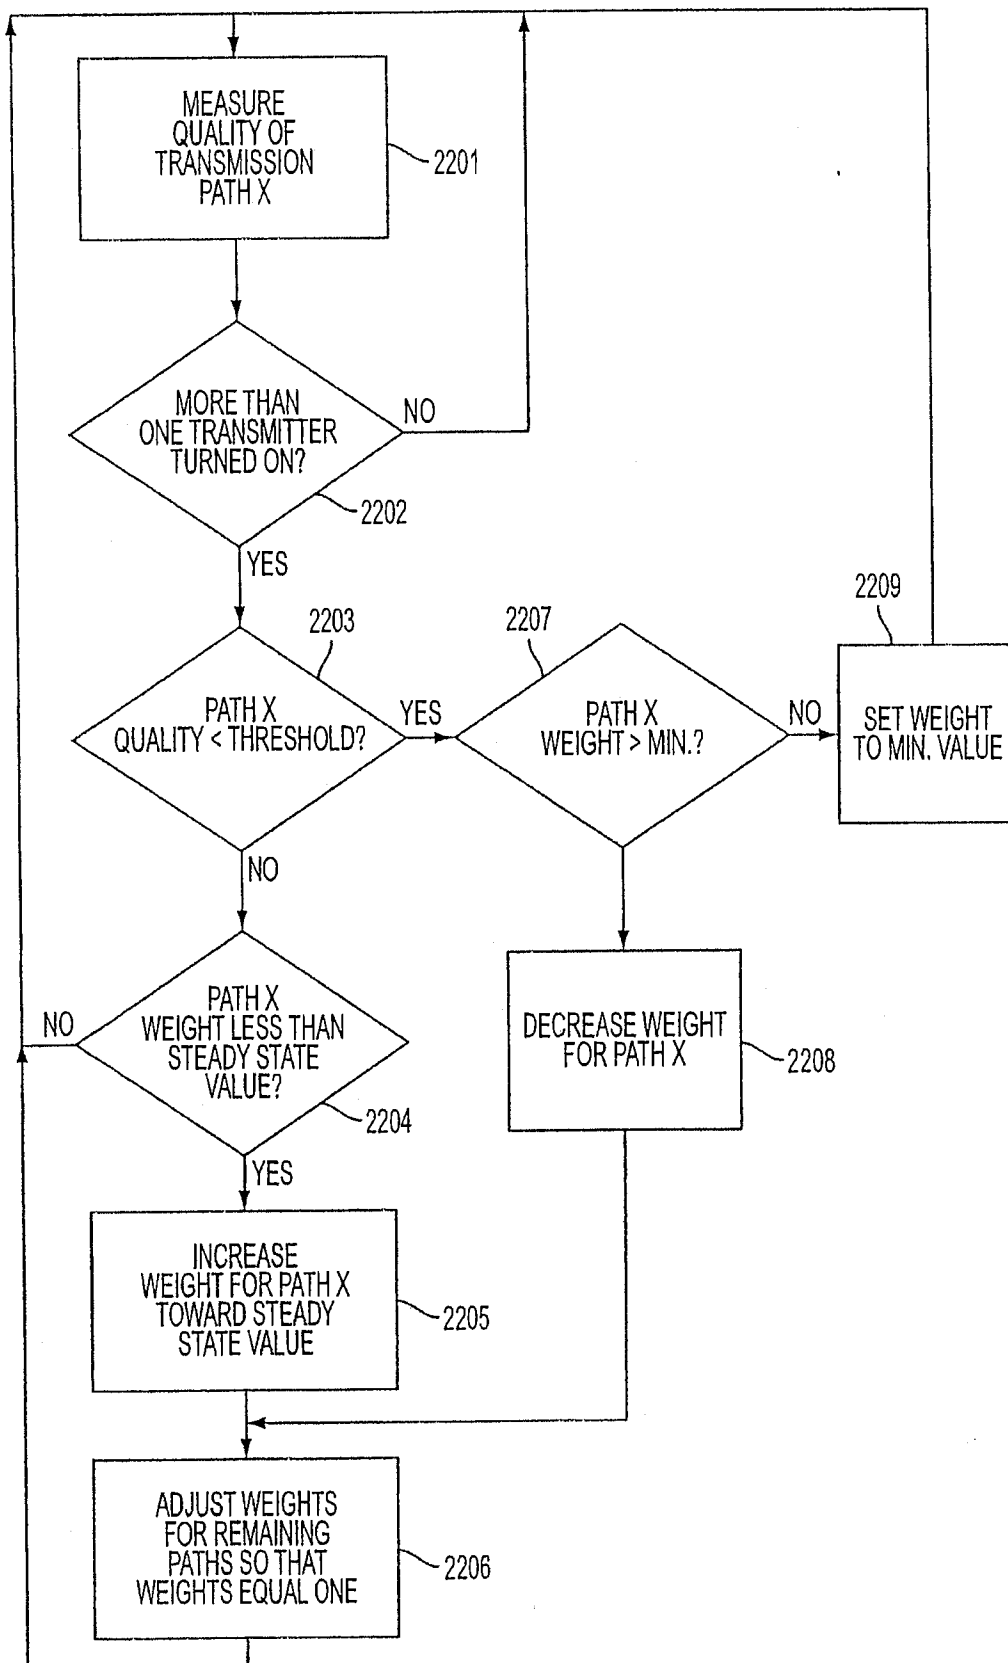 MEASURE
QUALITY OF
TRANSMISSION
PATH X
2201
MORE THAN
ONE TRANSMITTER
TURNED ON?
NO
2202
YES
2203
PATH X
QUALITY < THRESHOLD?
YES
2207
PATH X
WEIGHT > MIN.?
NO
2209
SET WEIGHT
TO MIN. VALUE
NO
PATH X
WEIGHT LESS THAN
STEADY STATE
VALUE?
NO
2204
DECREASE WEIGHT
FOR PATH X
2208
YES
INCREASE
WEIGHT FOR PATH X
TOWARD STEADY
STATE VALUE
2205
ADJUST WEIGHTS
FOR REMAINING
PATHS SO THAT
WEIGHTS EQUAL ONE
2206